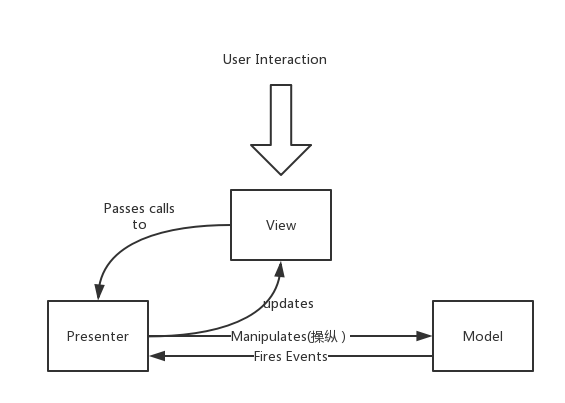 User Interaction
Passes calls
to
View
updates
Presenter
Manipulates(操纵 )
Model
Fires Events